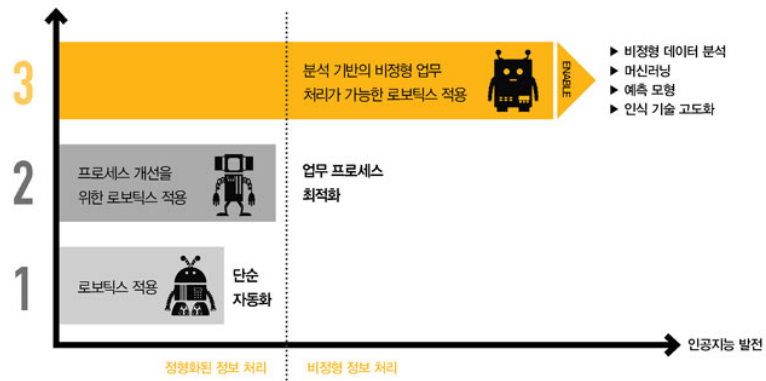 3
분석 기반의 비정형 업무
처리가 가능한 로보틱스 적용
ENABLE
▶ 비정형 데이터 분석
▶ 머신러닝
▶ 예측 모형
▶ 인식 기술 고도화
2
프로세스 개선을
위한 로보틱스 적용
업무 프로세스
최적화
1
로보틱스 적용
단순
자동화
인공지능 발전
정형화된 정보 처리
비정형 정보 처리